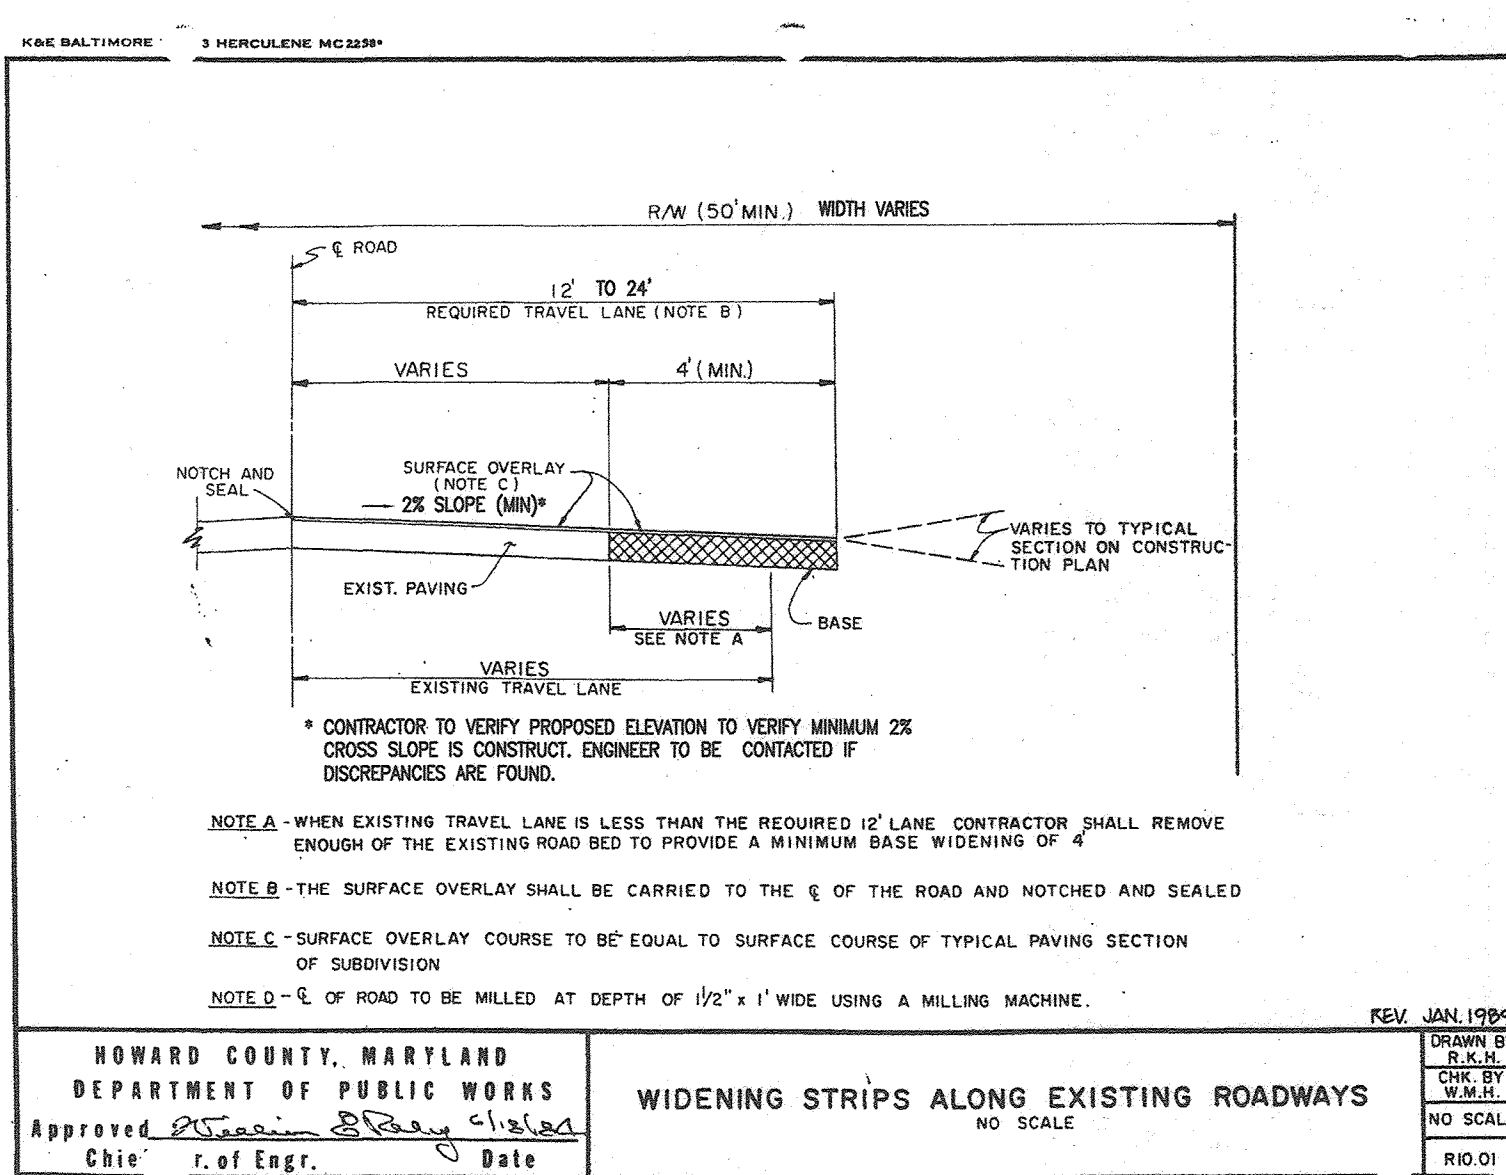 K&E BALTIMORE 3 HERCULENE MC2258
R/W (50' MIN.) WIDTH VARIES
℄ ROAD
12' TO 24'
REQUIRED TRAVEL LANE (NOTE B)
VARIES
4' (MIN.)
NOTCH AND
SEAL
SURFACE OVERLAY
(NOTE C)
2% SLOPE (MIN)*
VARIES TO TYPICAL
SECTION ON CONSTRUC-
TION PLAN
EXIST. PAVING
VARIES
SEE NOTE A
BASE
VARIES
EXISTING TRAVEL LANE
* CONTRACTOR TO VERIFY PROPOSED ELEVATION TO VERIFY MINIMUM 2%
CROSS SLOPE IS CONSTRUCT. ENGINEER TO BE CONTACTED IF
DISCREPANCIES ARE FOUND.
NOTE A - WHEN EXISTING TRAVEL LANE IS LESS THAN THE REQUIRED 12' LANE CONTRACTOR SHALL REMOVE
ENOUGH OF THE EXISTING ROAD BED TO PROVIDE A MINIMUM BASE WIDENING OF 4'
NOTE B - THE SURFACE OVERLAY SHALL BE CARRIED TO THE ℄ OF THE ROAD AND NOTCHED AND SEALED
NOTE C - SURFACE OVERLAY COURSE TO BE EQUAL TO SURFACE COURSE OF TYPICAL PAVING SECTION
OF SUBDIVISION
NOTE D - ℄ OF ROAD TO BE MILLED AT DEPTH OF 1 1/2" x 1' WIDE USING A MILLING MACHINE.
REV. JAN. 1989
HOWARD COUNTY, MARYLAND
DEPARTMENT OF PUBLIC WORKS
Approved
Chie r. of Engr. Date
WIDENING STRIPS ALONG EXISTING ROADWAYS
NO SCALE
DRAWN B
R.K.H.
CHK. BY
W.M.H.
NO SCAL
R10.01